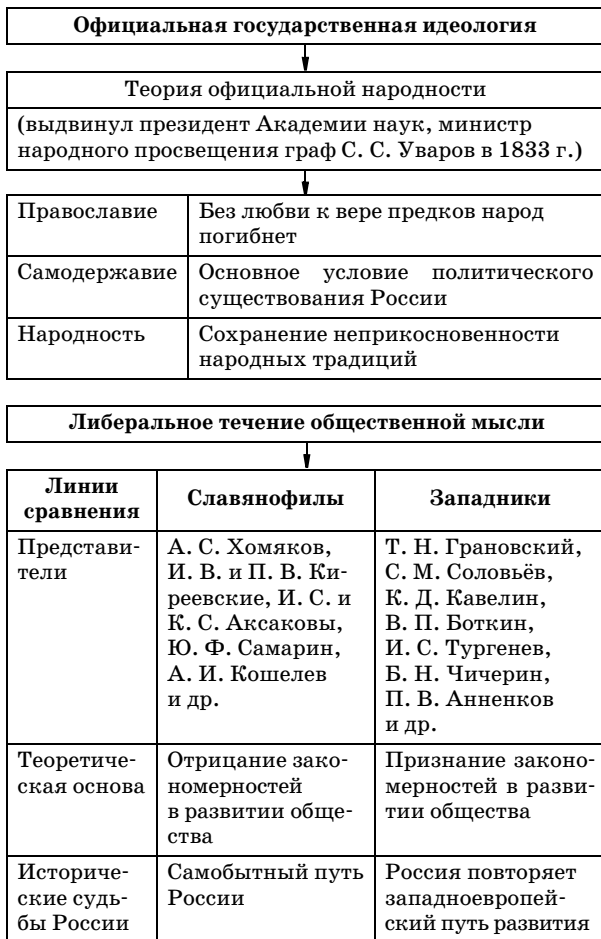 Официальная государственная идеология
Теория официальной народности
(выдвинул президент Академии наук, министр
народного просвещения граф С. С. Уваров в 1833 г.)
Православие
Без любви к вере предков народ
погибнет
Самодержавие
Основное условие политического
существования России
Народность
Сохранение неприкосновенности
народных традиций
Либеральное течение общественной мысли
Линии
сравнения
Славянофилы
Западники
Представи-
тели
А. С. Хомяков,
И. В. и П. В. Ки-
реевские, И. С. и
К. С. Аксаковы,
Ю. Ф. Самарин,
А. И. Кошелев
и др.
Т. Н. Грановский,
С. М. Соловьёв,
К. Д. Кавелин,
В. П. Боткин,
И. С. Тургенев,
Б. Н. Чичерин,
П. В. Анненков
и др.
Теоретиче-
ская основа
Отрицание зако-
номерностей
в развитии обще-
ства
Признание законо-
мерностей в разви-
тии общества
Историче-
ские судь-
бы России
Самобытный путь
России
Россия повторяет
западноевропей-
ский путь развития